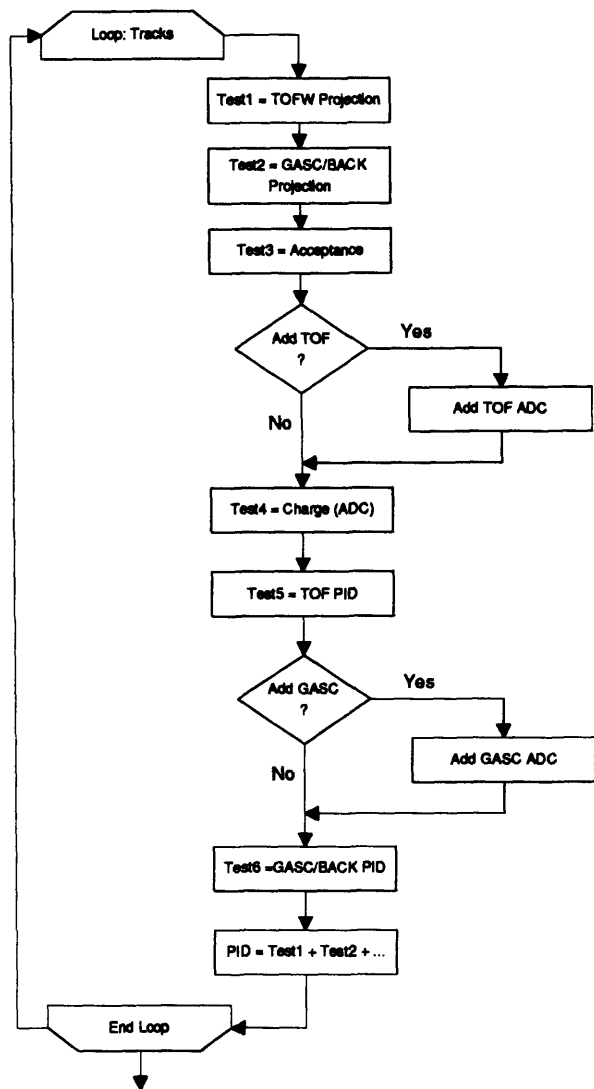 Loop: Tracks
Test1 = TOFW Projection
Test2 = GASC/BACK
Projection
Test3 = Acceptance
Add TOF
?
Yes
Add TOF ADC
No
Test4 = Charge (ADC)
Test5 = TOF PID
Add GASC
?
Yes
Add GASC ADC
No
Test6 =GASC/BACK PID
PID = Test1 + Test2 + ...
End Loop